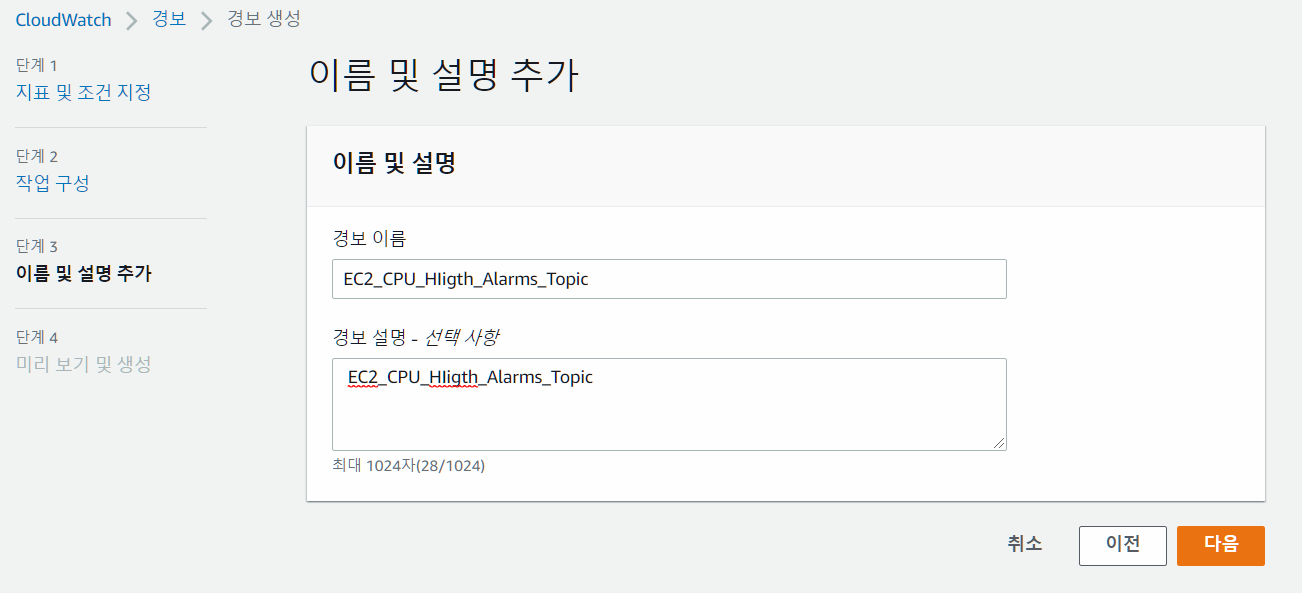 CloudWatch > 경보 > 경보 생성
단계 1
지표 및 조건 지정
단계 2
작업 구성
단계 3
이름 및 설명 추가
단계 4
미리 보기 및 생성
이름 및 설명 추가
이름 및 설명
경보 이름
EC2_CPU_HIigth_Alarms_Topic
경보 설명 - 선택 사항
EC2_CPU_HIigth_Alarms_Topic
최대 1024자(28/1024)
취소
이전
다음